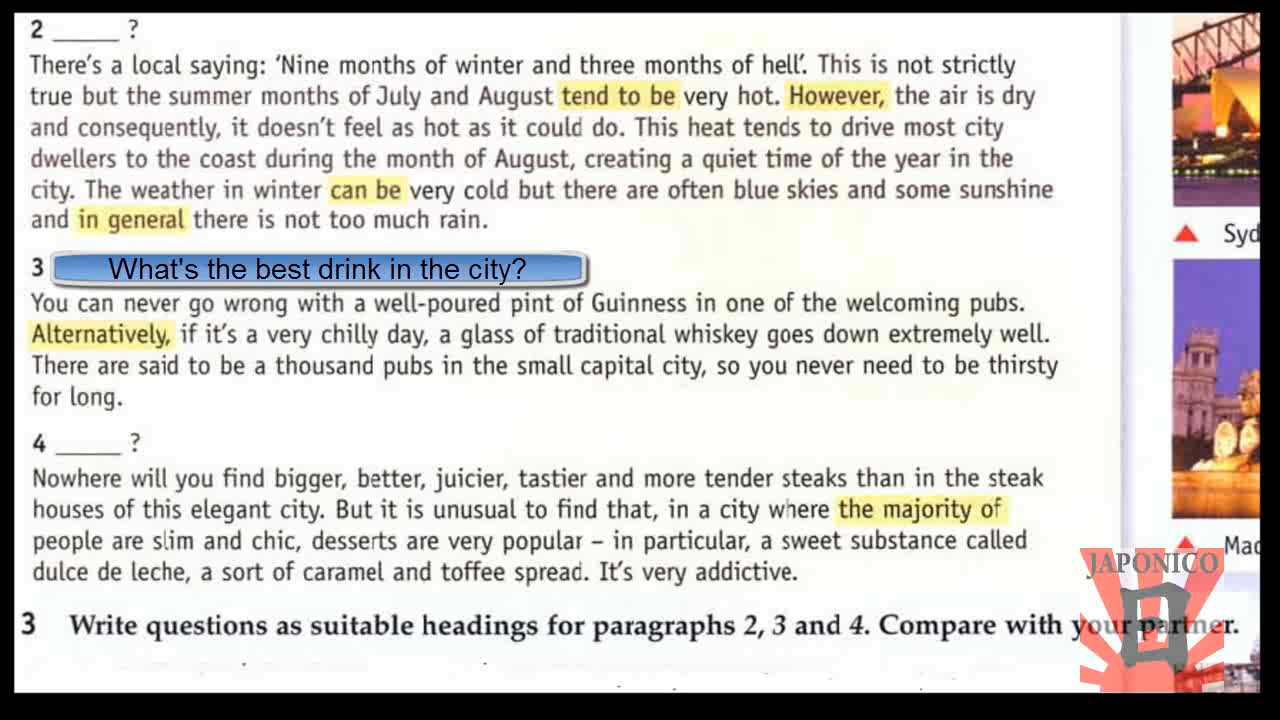 2 _____ ?
There's a local saying: 'Nine months of winter and three months of hell'. This is not strictly
true but the summer months of July and August tend to be very hot. However, the air is dry
and consequently, it doesn't feel as hot as it could do. This heat tends to drive most city
dwellers to the coast during the month of August, creating a quiet time of the year in the
city. The weather in winter can be very cold but there are often blue skies and some sunshine
and in general there is not too much rain.
3 What's the best drink in the city?
You can never go wrong with a well-poured pint of Guinness in one of the welcoming pubs.
Alternatively, if it's a very chilly day, a glass of traditional whiskey goes down extremely well.
There are said to be a thousand pubs in the small capital city, so you never need to be thirsty
for long.
4 _____ ?
Nowhere will you find bigger, better, juicier, tastier and more tender steaks than in the steak
houses of this elegant city. But it is unusual to find that, in a city where the majority of
people are slim and chic, desserts are very popular – in particular, a sweet substance called
dulce de leche, a sort of caramel and toffee spread. It's very addictive.
3 Write questions as suitable headings for paragraphs 2, 3 and 4. Compare with your partner.
Syd
Mad
JAPONICO
日